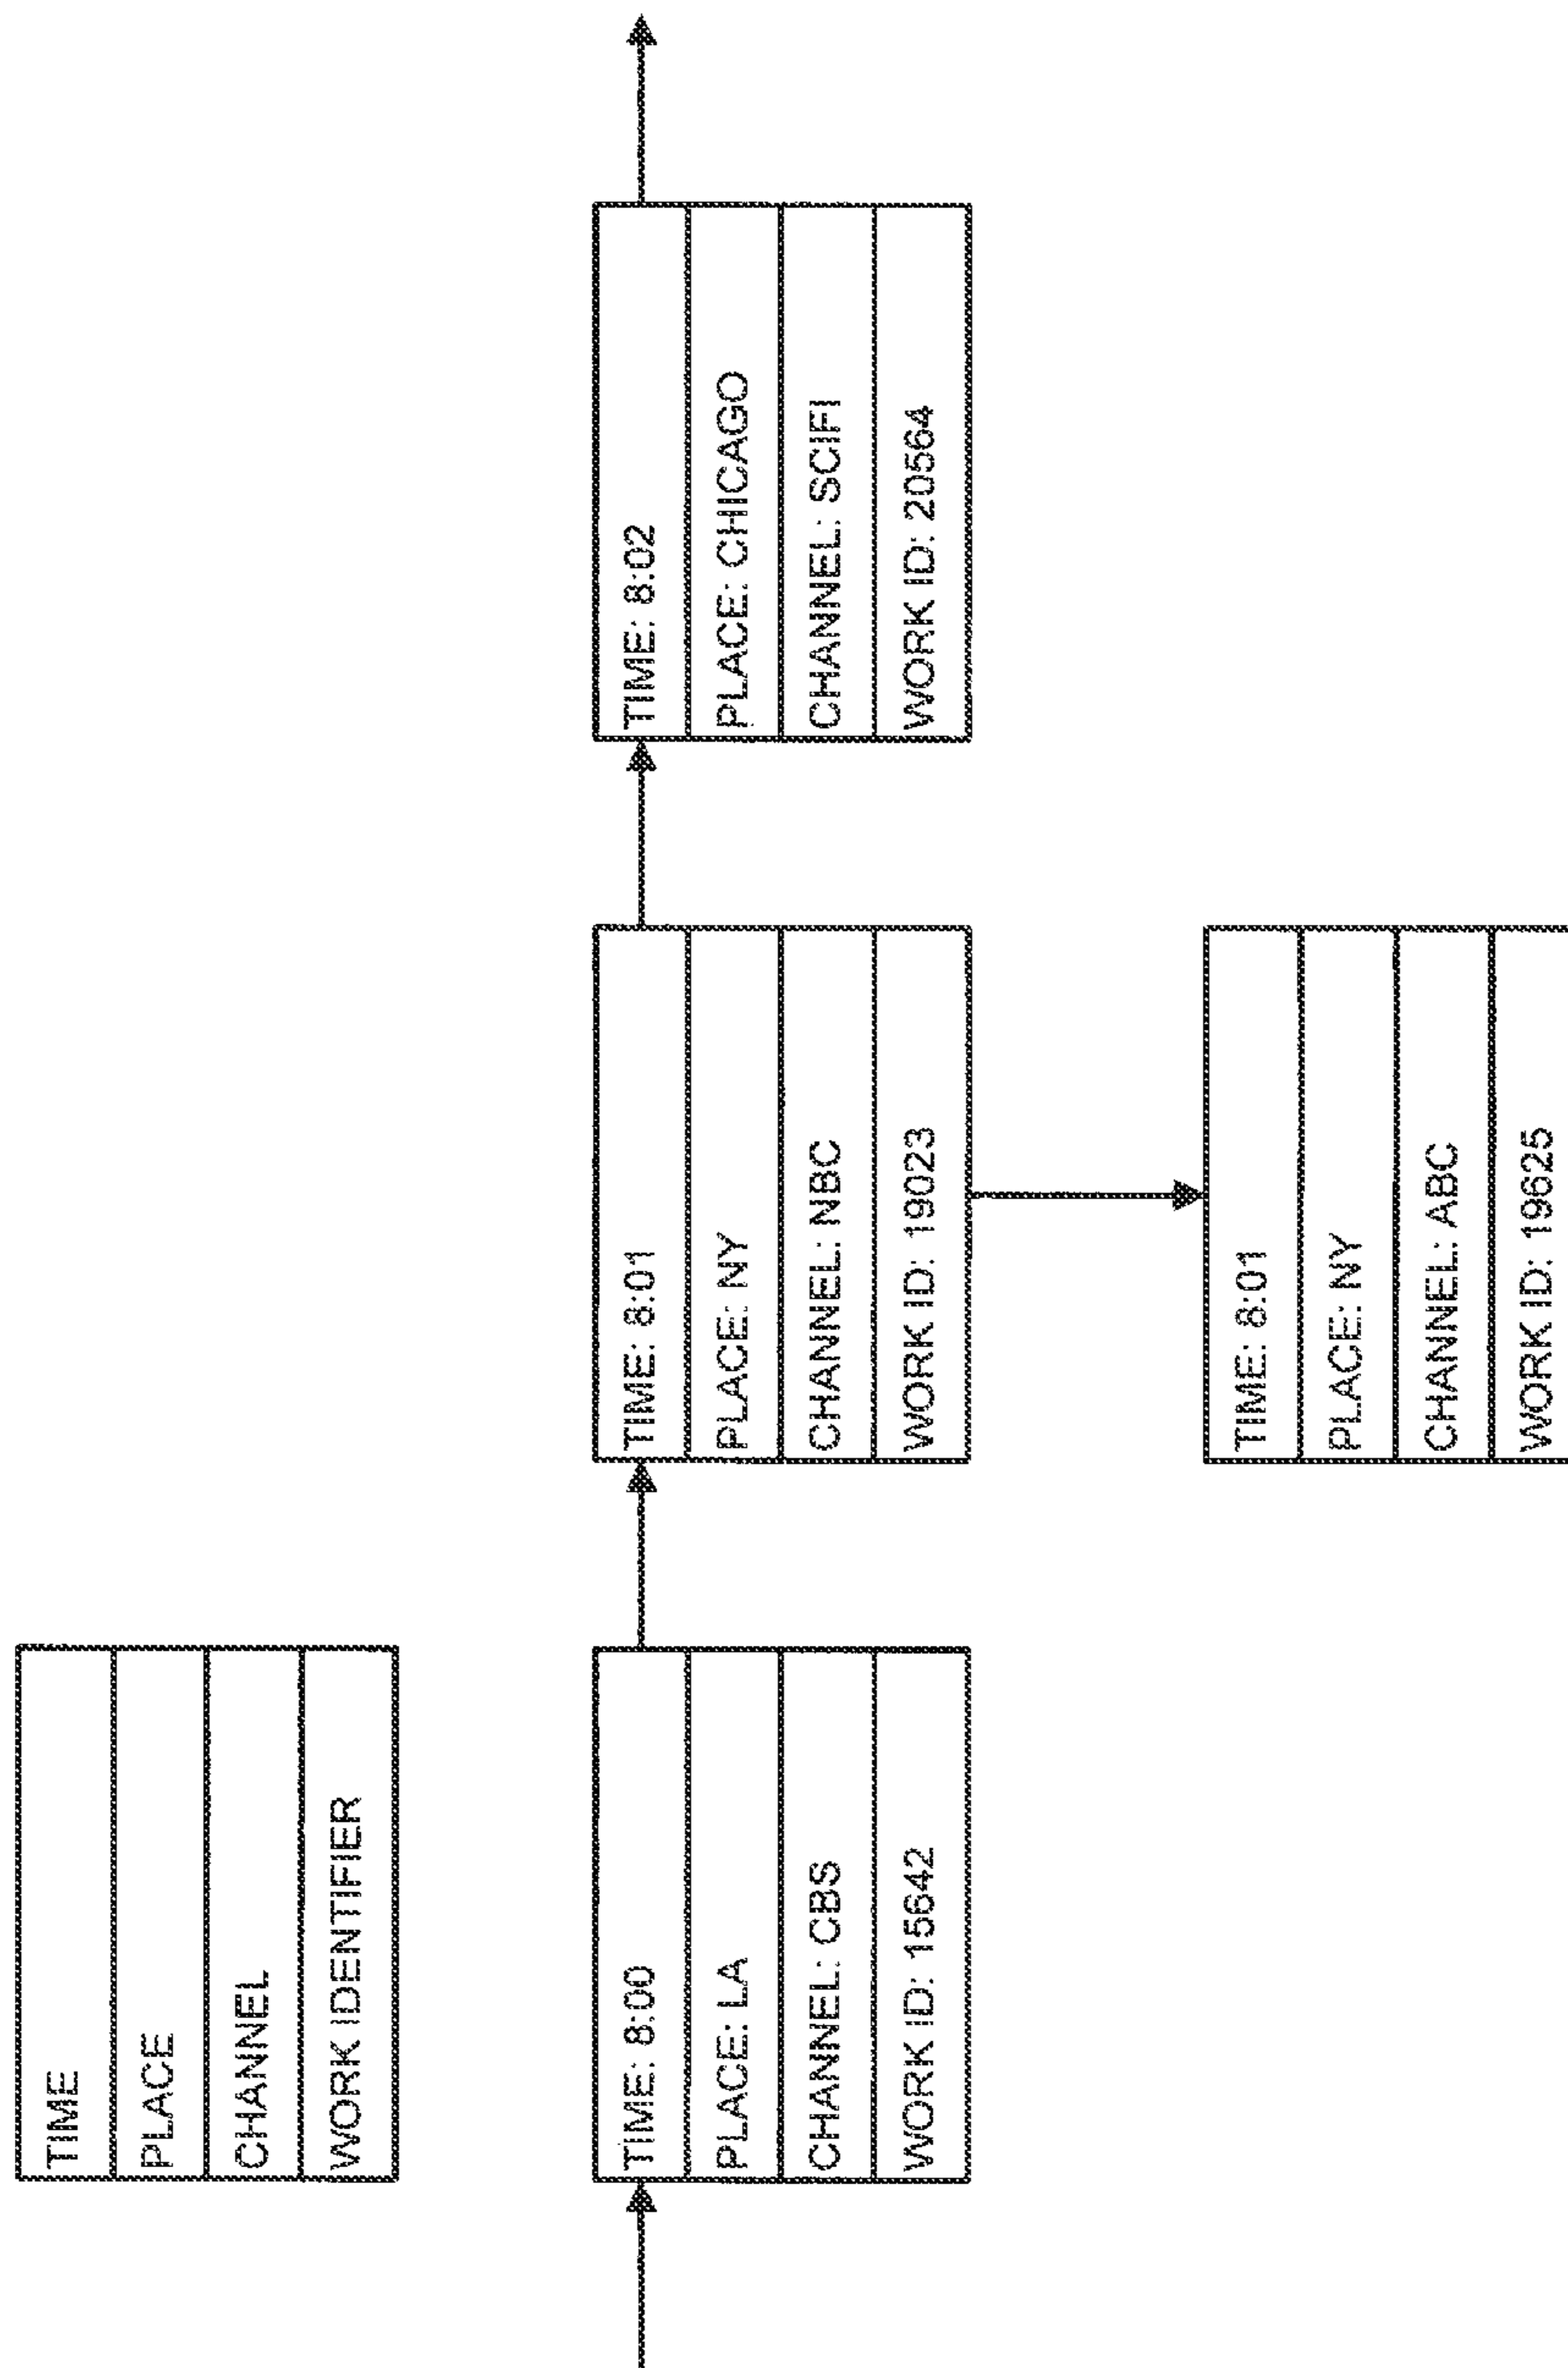 TIME
PLACE
CHANNEL
WORK IDENTIFIER
TIME: 8:00
PLACE: LA
CHANNEL: CBS
WORK ID: 15642
TIME: 8:01
PLACE: NY
CHANNEL: NBC
WORK ID: 19023
TIME: 8:02
PLACE: CHICAGO
CHANNEL: SCIFI
WORK ID: 20564
TIME: 8:01
PLACE: NY
CHANNEL: ABC
WORK ID: 19625